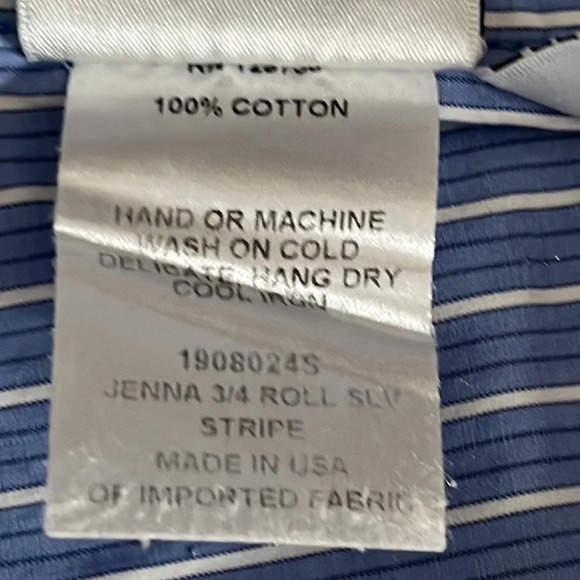 100% COTTON
HAND OR MACHINE
WASH ON COLD
DELICATE HANG DRY
COOL IRON
1908024S
JENNA 3/4 ROLL SLV
STRIPE
MADE IN USA
OF IMPORTED FABRIC